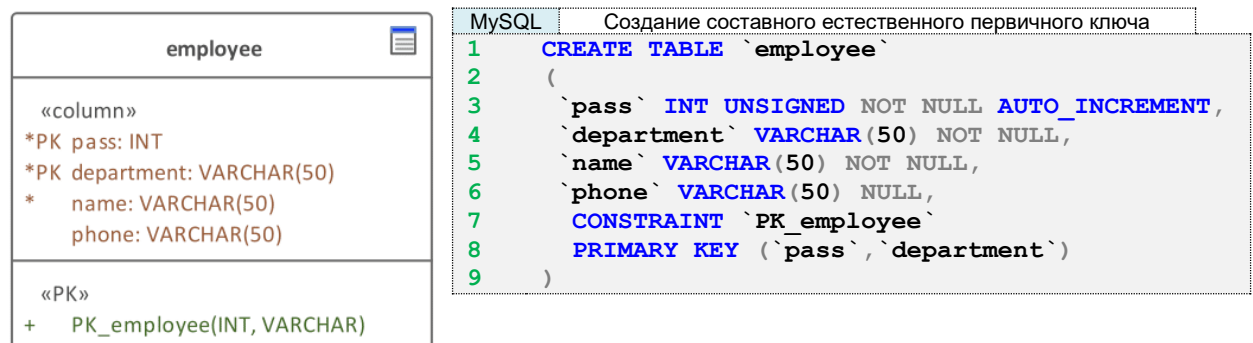 employee
«column»
*PK pass: INT
*PK department: VARCHAR(50)
* name: VARCHAR(50)
phone: VARCHAR(50)
«PK»
+ PK_employee(INT, VARCHAR)
MySQL Создание составного естественного первичного ключа
1 CREATE TABLE `employee`
2 (
3 `pass` INT UNSIGNED NOT NULL AUTO_INCREMENT,
4 `department` VARCHAR(50) NOT NULL,
5 `name` VARCHAR(50) NOT NULL,
6 `phone` VARCHAR(50) NULL,
7 CONSTRAINT `PK_employee`
8 PRIMARY KEY (`pass`,`department`)
9 )